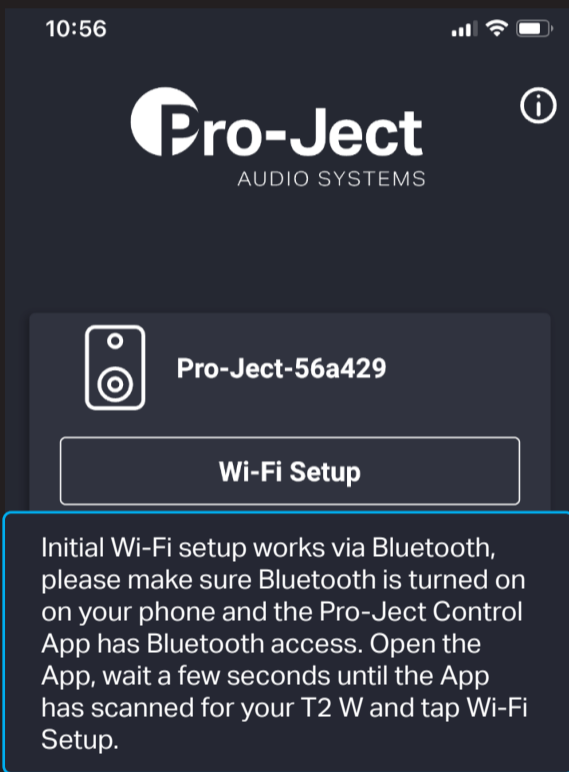 10:56
Pro-Ject
AUDIO SYSTEMS
Pro-Ject-56a429
Wi-Fi Setup
Initial Wi-Fi setup works via Bluetooth,
please make sure Bluetooth is turned on
on your phone and the Pro-Ject Control
App has Bluetooth access. Open the
App, wait a few seconds until the App
has scanned for your T2 W and tap Wi-Fi
Setup.